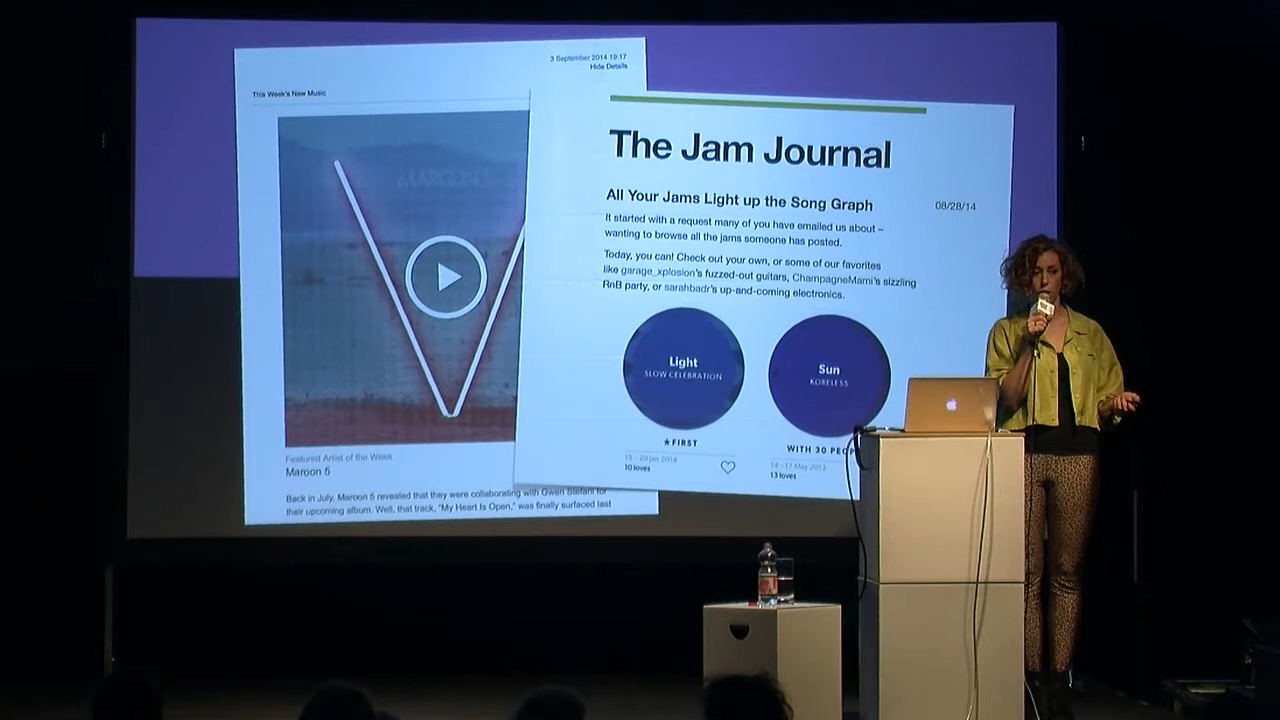 3 September 2014 19:17
Hide Details
This Week's New Music
MAROON 5
Featured Artist of the Week
Maroon 5
Back in July, Maroon 5 revealed that they were collaborating with Gwen Stefani for
their upcoming album. Well, that track, "My Heart Is Open," was finally surfaced last
The Jam Journal
All Your Jams Light up the Song Graph
08/28/14
It started with a request many of you have emailed us about –
wanting to browse all the jams someone has posted.
Today, you can! Check out your own, or some of our favorites
like garage_xplosion's fuzzed-out guitars, ChampagneMami's sizzling
RnB party, or sarahbadr's up-and-coming electronics.
Light
SLOW CELEBRATION
★FIRST
10 loves
Sun
KORELESS
WITH 30 PEOP
14 – 17 May 2013
13 loves